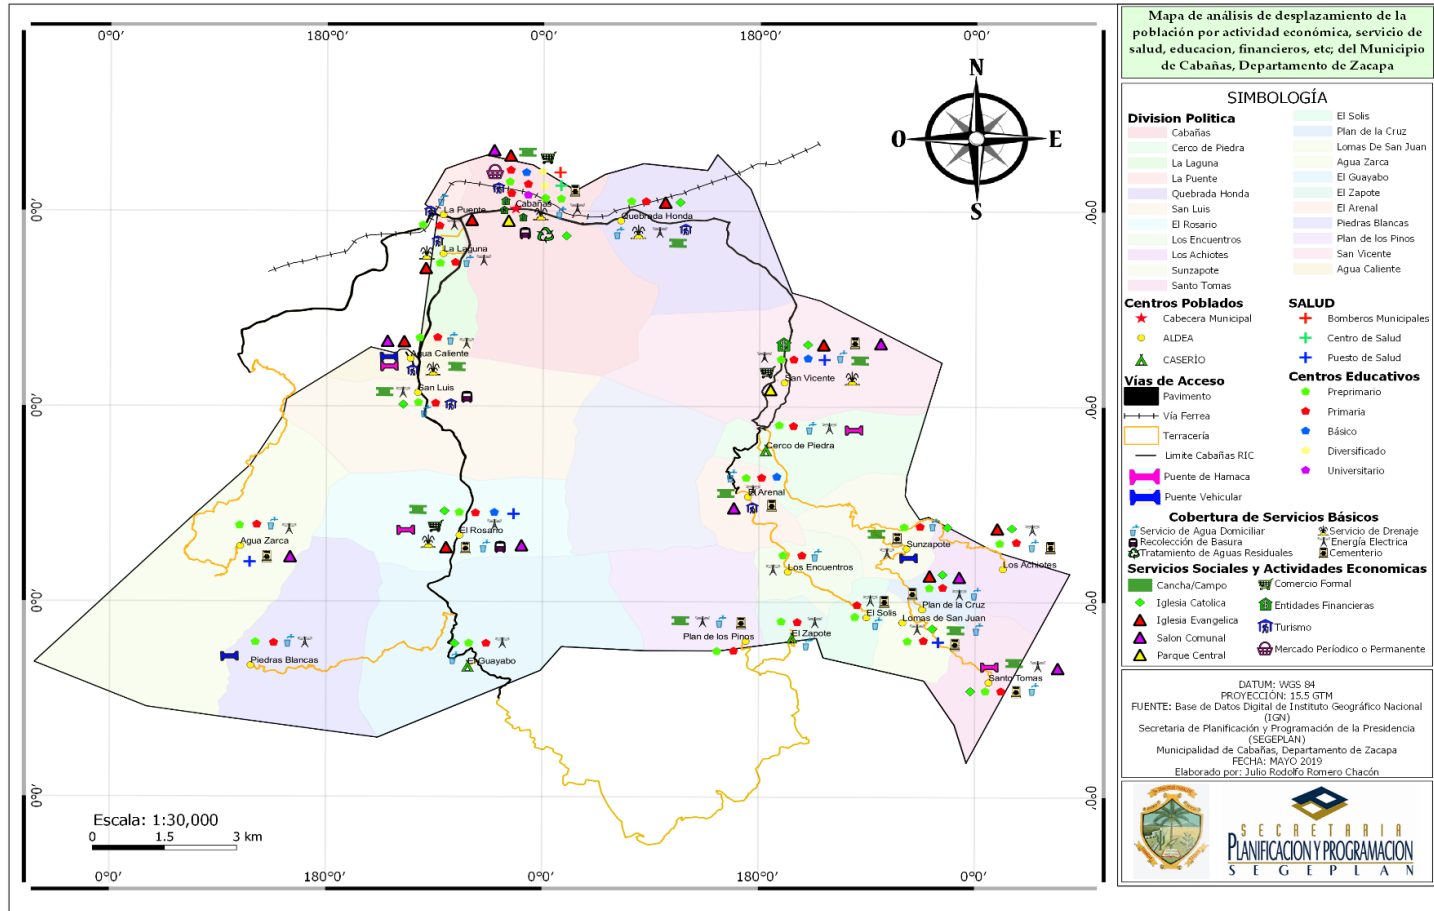 0°0'
180°0'
0°0'
180°0'
0°0'
Mapa de análisis de desplazamiento de la
población por actividad económica, servicio de
salud, educacion, financieros, etc; del Municipio
de Cabañas, Departamento de Zacapa
N
O
E
S
SIMBOLOGÍA
Division Politica
Cabañas
Cerco de Piedra
La Laguna
La Puente
Quebrada Honda
San Luis
El Rosario
Los Encuentros
Los Achiotes
Sunzapote
Santo Tomas
El Solis
Plan de la Cruz
Lomas De San Juan
Agua Zarca
El Guayabo
El Zapote
El Arenal
Piedras Blancas
Plan de los Pinos
San Vicente
Agua Caliente
Centros Poblados
Cabecera Municipal
ALDEA
CASERÍO
Vías de Acceso
Pavimento
Vía Ferrea
Terracería
Limite Cabañas RIC
Puente de Hamaca
Puente Vehicular
SALUD
Bomberos Municipales
Centro de Salud
Puesto de Salud
Centros Educativos
Preprimario
Primaria
Básico
Diversificado
Universitario
Cobertura de Servicios Básicos
Servicio de Agua Domiciliar
Recolección de Basura
Tratamiento de Aguas Residuales
Servicio de Drenaje
Energía Electrica
Cementerio
Servicios Sociales y Actividades Economicas
Cancha/Campo
Iglesia Catolica
Iglesia Evangelica
Salon Comunal
Parque Central
Comercio Formal
Entidades Financieras
Turismo
Mercado Períodico o Permanente
DATUM: WGS 84
PROYECCIÓN: 15.5 GTM
FUENTE: Base de Datos Digital de Instituto Geográfico Nacional
(IGN)
Secretaria de Planificación y Programación de la Presidencia
(SEGEPLAN)
Municipalidad de Cabañas, Departamento de Zacapa
FECHA: MAYO 2019
Elaborado por: Julio Rodolfo Romero Chacón
SECRETARIA
PLANIFICACION Y PROGRAMACION
SEGEPLAN
La Puente
Cabañas
Quebrada Honda
La Laguna
Agua Caliente
San Luis
San Vicente
Cerco de Piedra
El Arenal
El Rosario
Agua Zarca
Los Encuentros
Sunzapote
Los Achiotes
Plan de la Cruz
El Solis
Lomas de San Juan
Plan de los Pinos
El Zapote
Piedras Blancas
El Guayabo
Santo Tomas
Escala: 1:30,000
0
1.5
3 km
0°0'
180°0'
0°0'
180°0'
0°0'